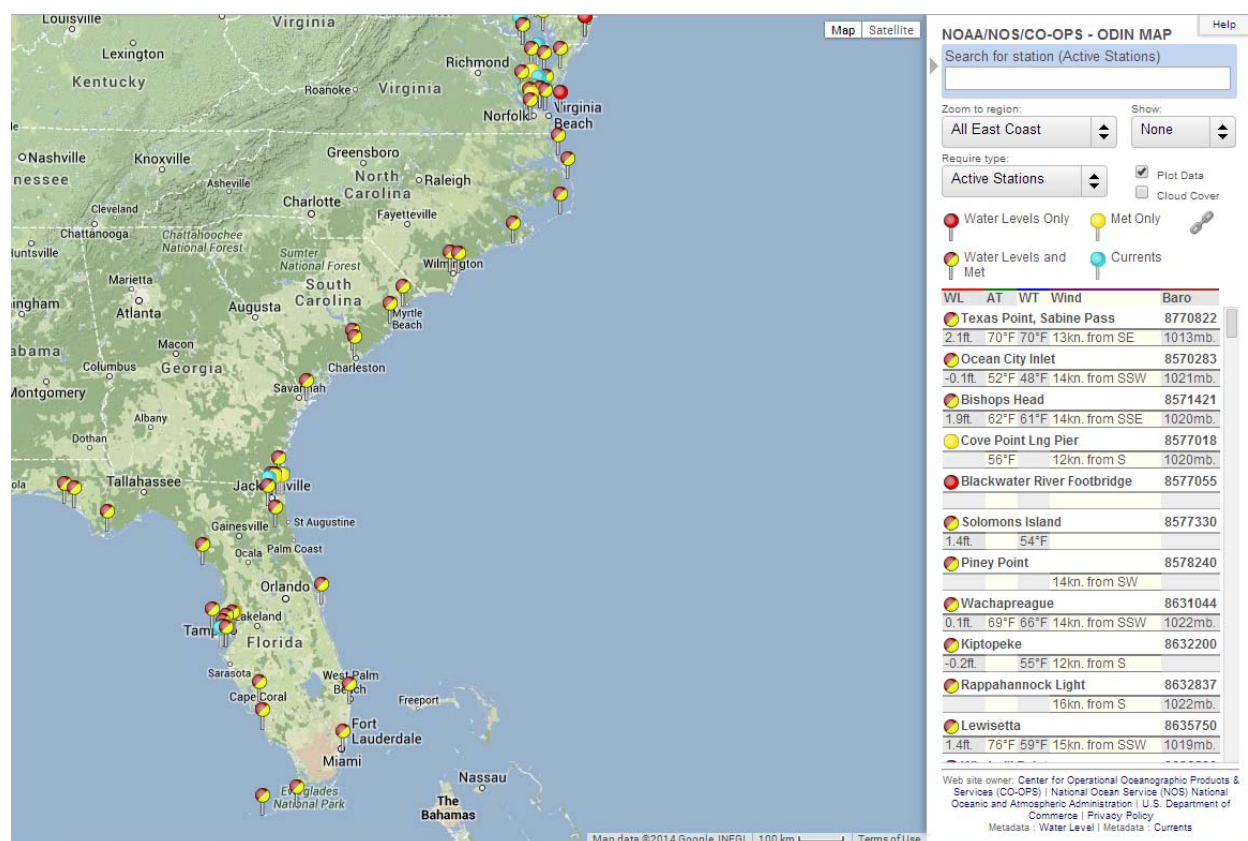 Louisville
Lexington
Kentucky
Virginia
Richmond
Roanoke
Virginia
Norfolk
Virginia
Beach
Nashville
Knoxville
Greensboro
North
Carolina
Raleigh
Asheville
Charlotte
Fayetteville
Cleveland
Chattanooga
Chattahoochee
National Forest
Sumter
National Forest
Wilmington
Marietta
Atlanta
South
Carolina
Augusta
Myrtle
Beach
Macon
Columbus
Georgia
Charleston
Montgomery
Savannah
Albany
Dothan
Tallahassee
Jacksonville
Gainesville
St Augustine
Ocala
Palm Coast
Orlando
Lakeland
Florida
Sarasota
West Palm
Beach
Cape Coral
Freeport
Fort
Lauderdale
Miami
Everglades
National Park
Nassau
The
Bahamas
Map data ©2014 Google, INEGI
100 km
Terms of Use
Map
Satellite
Help
NOAA/NOS/CO-OPS - ODIN MAP
Search for station (Active Stations)
Zoom to region:
Show:
All East Coast
None
Require type:
Active Stations
Plot Data
Cloud Cover
Water Levels Only
Met Only
Water Levels and
Met
Currents
WL AT WT Wind Baro
Texas Point, Sabine Pass 8770822
2.1ft. 70°F 70°F 13kn. from SE 1013mb.
Ocean City Inlet 8570283
-0.1ft. 52°F 48°F 14kn. from SSW 1021mb.
Bishops Head 8571421
1.9ft. 62°F 61°F 14kn. from SSE 1020mb.
Cove Point Lng Pier 8577018
56°F 12kn. from S 1020mb.
Blackwater River Footbridge 8577055
Solomons Island 8577330
1.4ft. 54°F
Piney Point 8578240
14kn. from SW
Wachapreague 8631044
0.1ft. 69°F 66°F 14kn. from SSW 1022mb.
Kiptopeke 8632200
-0.2ft. 55°F 12kn. from S
Rappahannock Light 8632837
16kn. from S 1022mb.
Lewisetta 8635750
1.4ft. 76°F 59°F 15kn. from SSW 1019mb.
Web site owner: Center for Operational Oceanographic Products &
Services (CO-OPS) | National Ocean Service (NOS) National
Oceanic and Atmospheric Administration | U.S. Department of
Commerce | Privacy Policy
Metadata : Water Level | Metadata : Currents